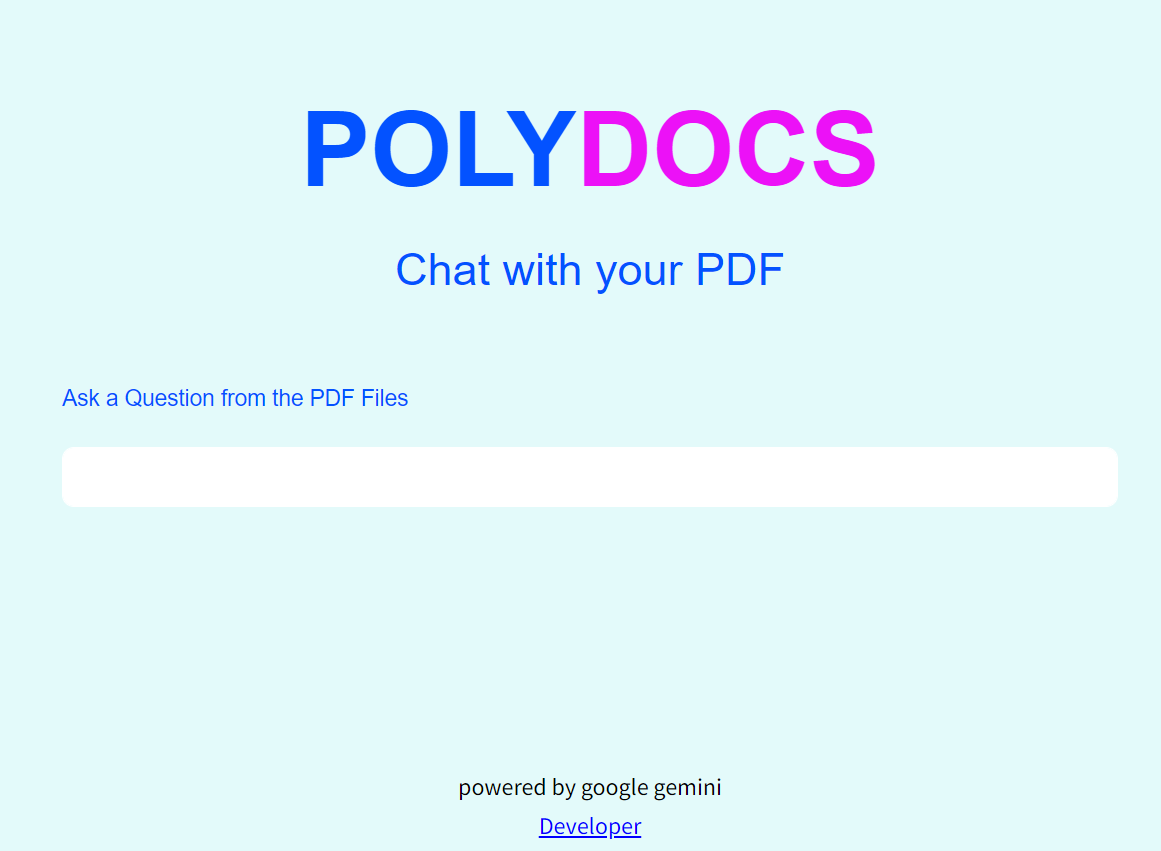 POLYDOCS
Chat with your PDF
Ask a Question from the PDF Files
powered by google gemini
Developer